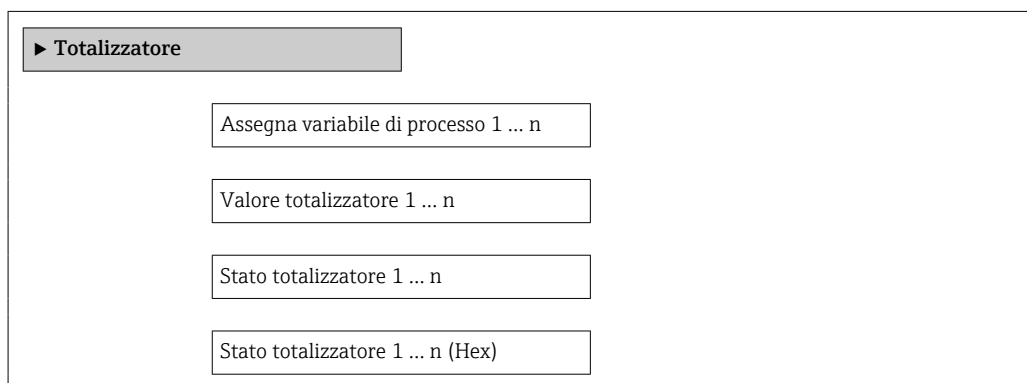 ▶ Totalizzatore
Assegna variabile di processo 1 … n
Valore totalizzatore 1 … n
Stato totalizzatore 1 … n
Stato totalizzatore 1 … n (Hex)